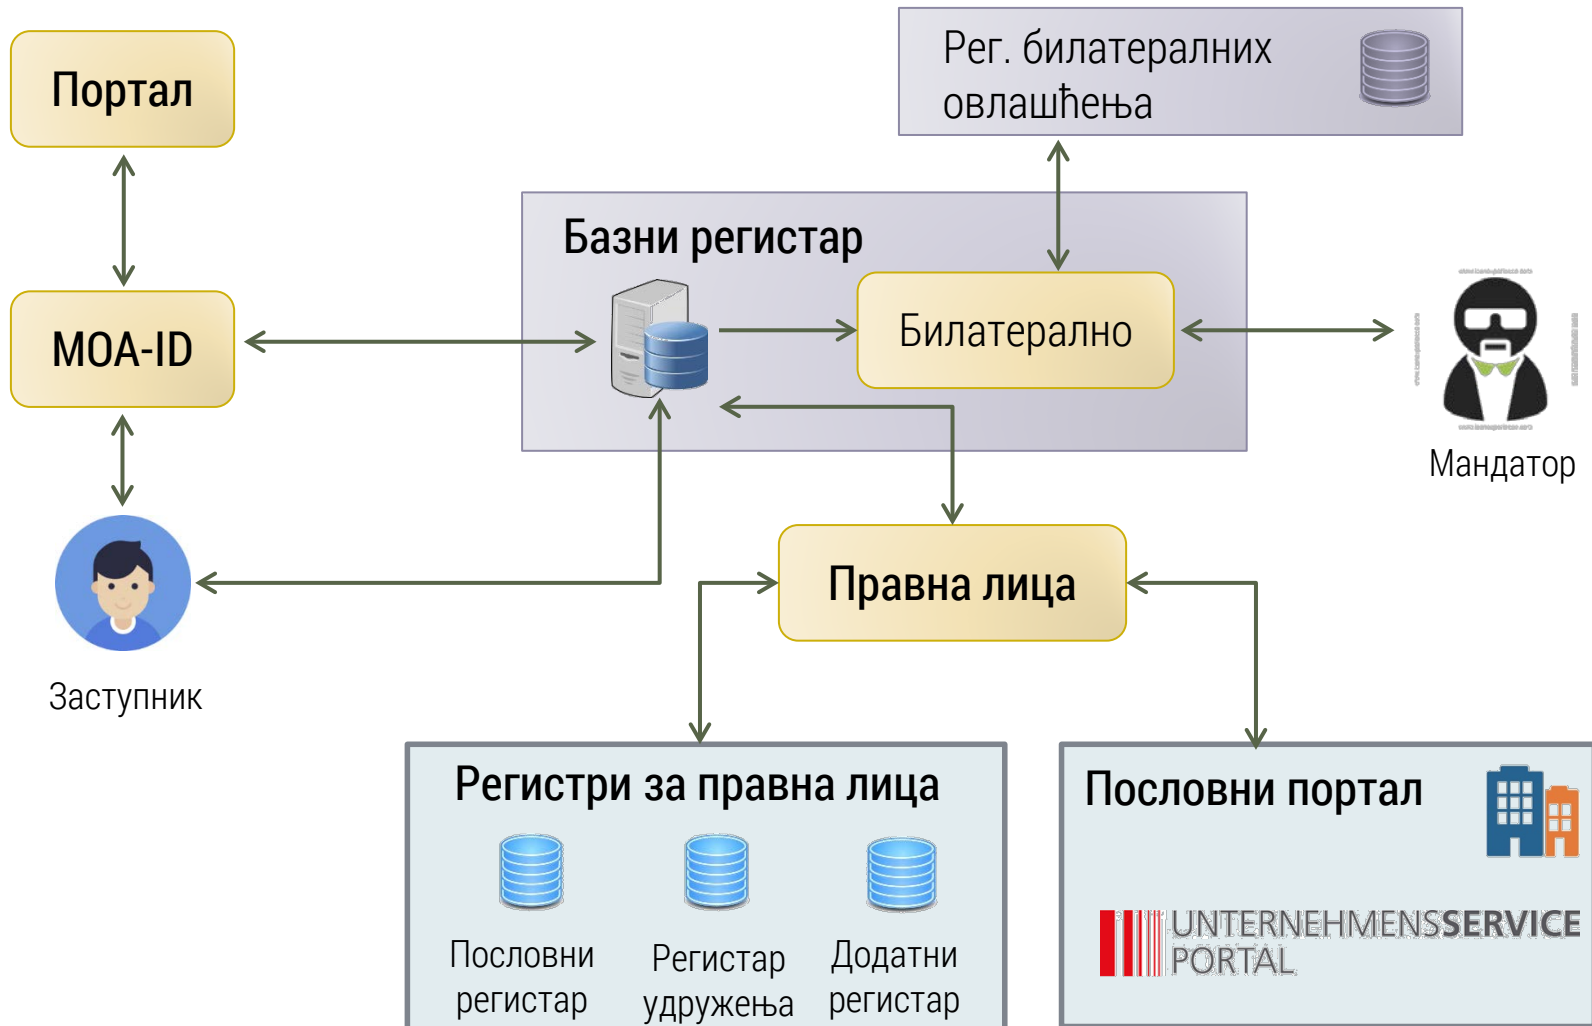 Портал
Рег. билатералних
овлашћења
Базни регистар
MOA-ID
Билатерално
Мандатор
Правна лица
Заступник
Регистри за правна лица
Пословни
регистар
Регистар
удружења
Додатни
регистар
Пословни портал
UNTERNEHMENSSERVICE
PORTAL